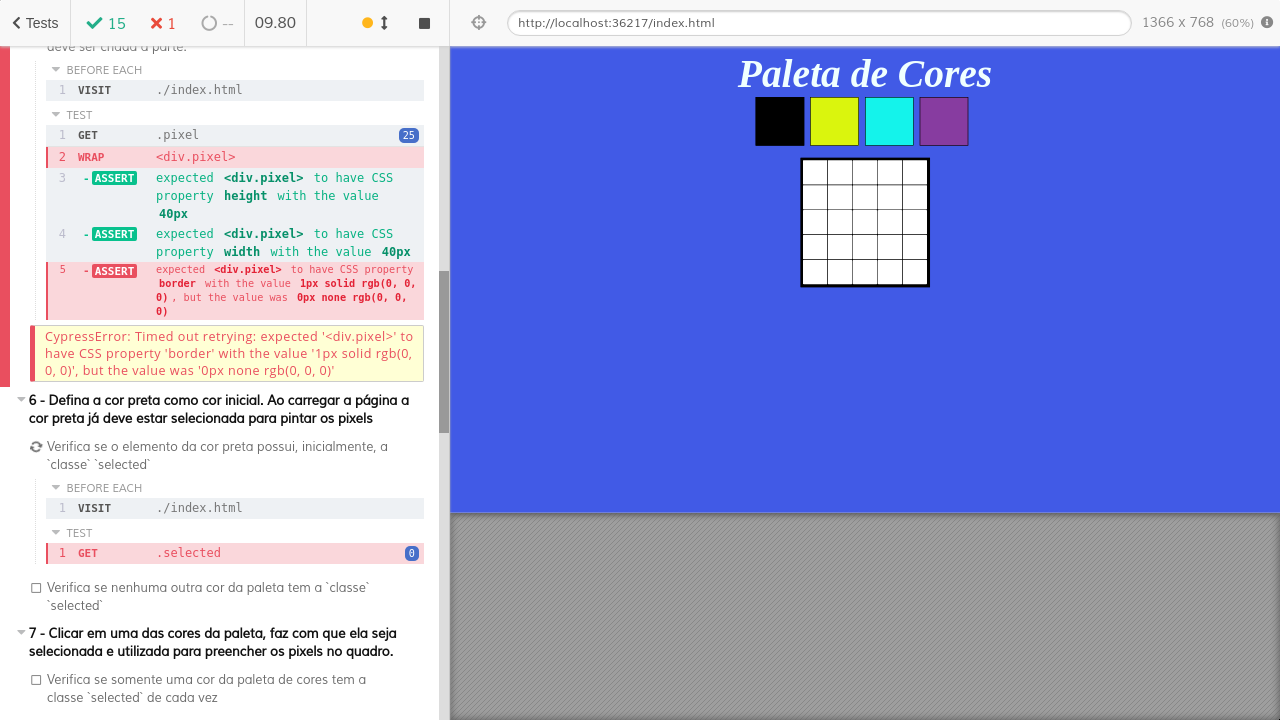 Tests
15
1
--
09.80
http://localhost:36217/index.html
1366 x 768 (60%)
deve ser criada à parte.
BEFORE EACH
1 VISIT ./index.html
TEST
1 GET .pixel 25
2 WRAP <div.pixel>
3 -ASSERT expected <div.pixel> to have CSS
property height with the value
40px
4 -ASSERT expected <div.pixel> to have CSS
property width with the value 40px
5 -ASSERT expected <div.pixel> to have CSS property
border with the value 1px solid rgb(0, 0,
0) , but the value was 0px none rgb(0, 0,
0)
CypressError: Timed out retrying: expected '<div.pixel>' to
have CSS property 'border' with the value '1px solid rgb(0,
0, 0)', but the value was '0px none rgb(0, 0, 0)'
6 - Defina a cor preta como cor inicial. Ao carregar a página a
cor preta já deve estar selecionada para pintar os pixels
Verifica se o elemento da cor preta possui, inicialmente, a
`classe` `selected`
BEFORE EACH
1 VISIT ./index.html
TEST
1 GET .selected 0
Verifica se nenhuma outra cor da paleta tem a `classe`
`selected`
7 - Clicar em uma das cores da paleta, faz com que ela seja
selecionada e utilizada para preencher os pixels no quadro.
Verifica se somente uma cor da paleta de cores tem a
classe `selected` de cada vez
Paleta de Cores